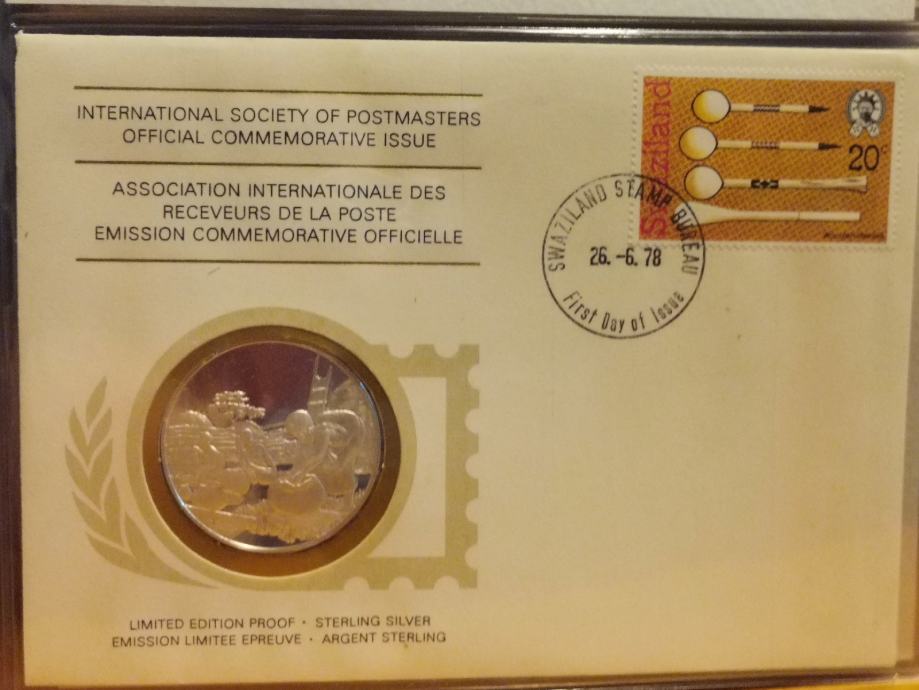 INTERNATIONAL SOCIETY OF POSTMASTERS
OFFICIAL COMMEMORATIVE ISSUE
ASSOCIATION INTERNATIONALE DES
RECEVEURS DE LA POSTE
EMISSION COMMEMORATIVE OFFICIELLE
Swaziland
20c
SWAZILAND STAMP BUREAU
26.-6.78
First Day of Issue
LIMITED EDITION PROOF · STERLING SILVER
EMISSION LIMITEE EPREUVE · ARGENT STERLING